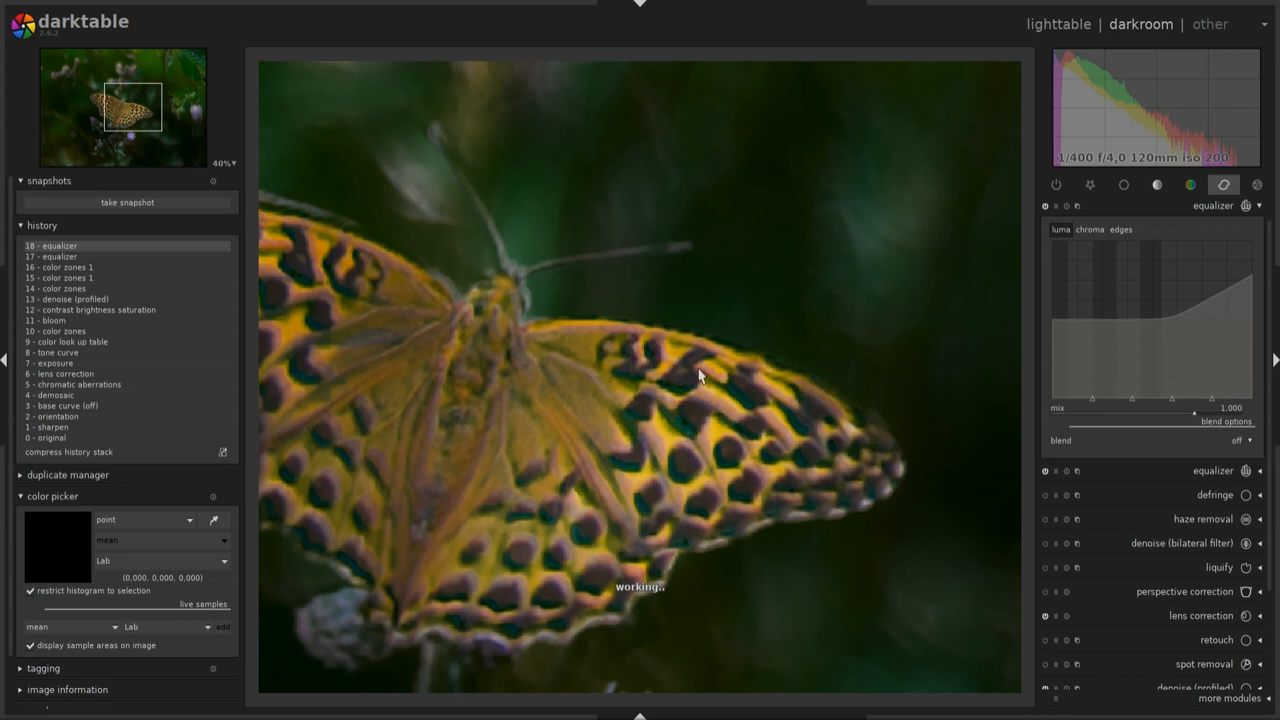 darktable
2.6.2
lighttable | darkroom | other
40%
1/400 f/4,0 120mm iso 200
snapshots
take snapshot
history
18 - equalizer
17 - equalizer
16 - color zones 1
15 - color zones 1
14 - color zones
13 - denoise (profiled)
12 - contrast brightness saturation
11 - bloom
10 - color zones
9 - color look up table
8 - tone curve
7 - exposure
6 - lens correction
5 - chromatic aberrations
4 - demosaic
3 - base curve (off)
2 - orientation
1 - sharpen
0 - original
compress history stack
duplicate manager
color picker
point
mean
Lab
(0,000, 0,000, 0,000)
restrict histogram to selection
live samples
mean Lab add
display sample areas on image
tagging
image information
working..
equalizer
luma chroma edges
mix 1,000
blend options
blend off
equalizer
defringe
haze removal
denoise (bilateral filter)
liquify
perspective correction
lens correction
retouch
spot removal
denoise (profiled)
more modules